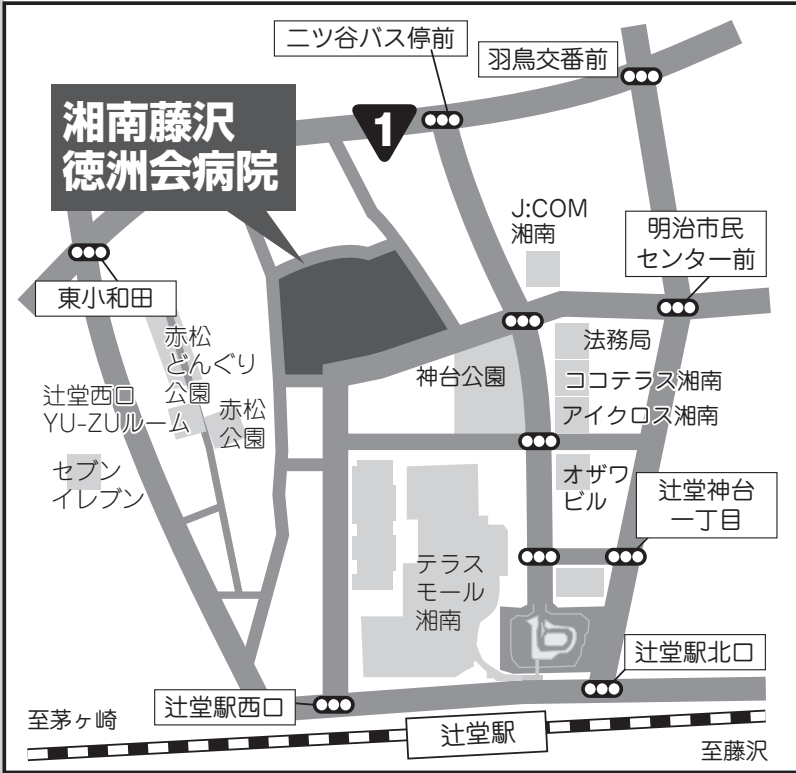 二ツ谷バス停前
羽鳥交番前
湘南藤沢
徳洲会病院
1
J:COM
湘南
明治市民
センター前
東小和田
赤松
どんぐり
公園
法務局
神台公園
ココテラス湘南
辻堂西口
YU-ZUルーム
赤松
公園
アイクロス湘南
セブン
イレブン
オザワ
ビル
辻堂神台
一丁目
テラス
モール
湘南
辻堂駅北口
辻堂駅西口
至茅ヶ崎
辻堂駅
至藤沢